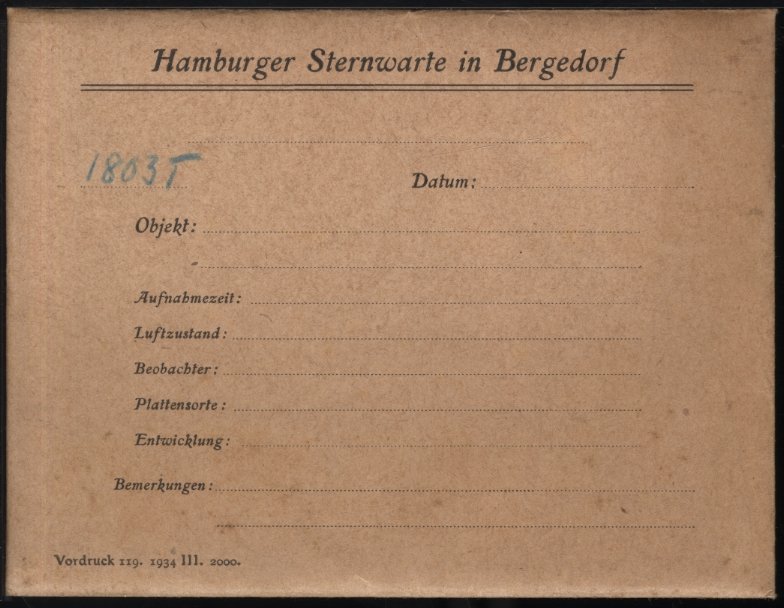 Hamburger Sternwarte in Bergedorf
1803T
Datum:
Objekt:
Aufnahmezeit:
Luftzustand:
Beobachter:
Plattensorte:
Entwicklung:
Bemerkungen:
Vordruck 119. 1934 III. 2000.